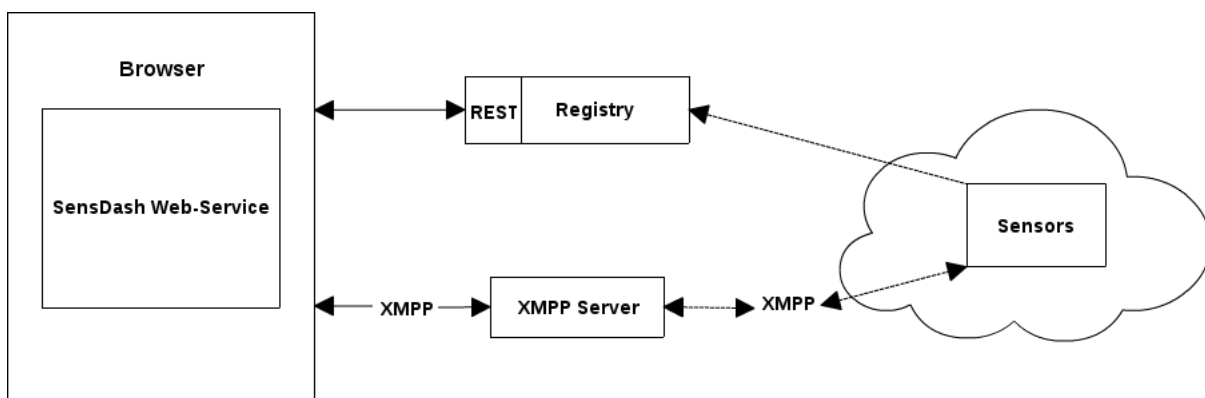 Browser
SensDash Web-Service
REST
Registry
Sensors
XMPP
XMPP Server
XMPP